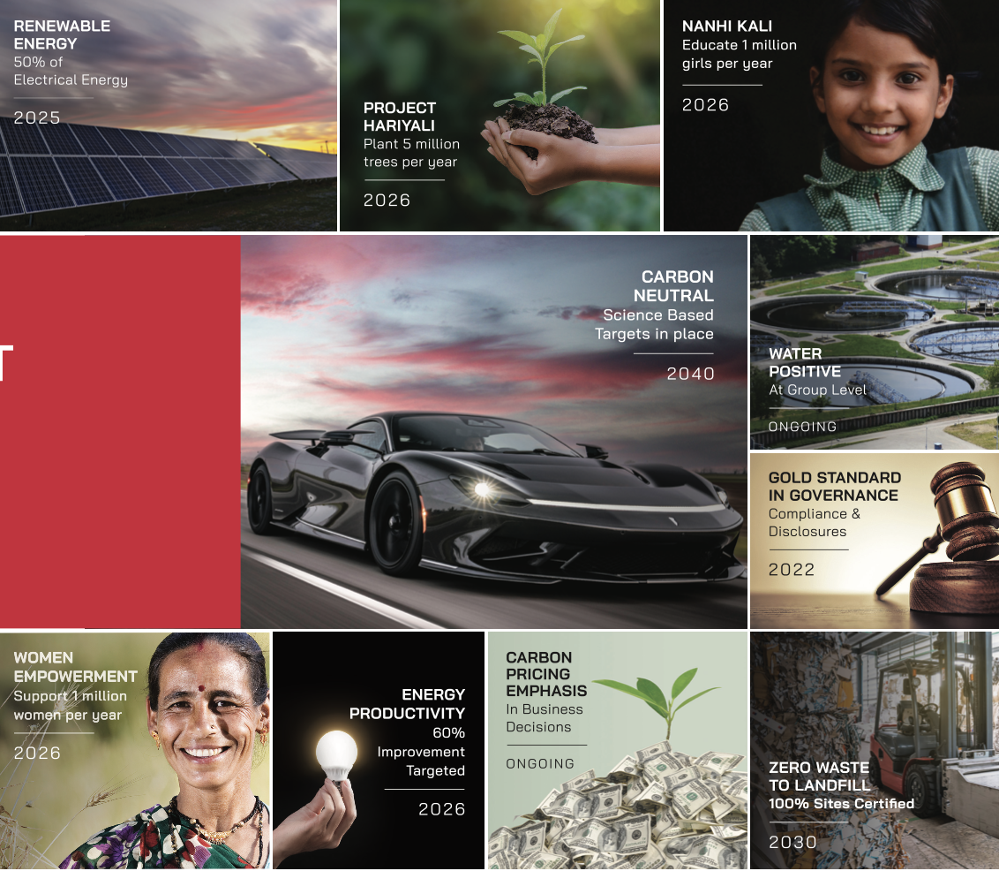 RENEWABLE
ENERGY
50% of
Electrical Energy
2025
PROJECT
HARIYALI
Plant 5 million
trees per year
2026
NANHI KALI
Educate 1 million
girls per year
2026
T
CARBON
NEUTRAL
Science Based
Targets in place
2040
WATER
POSITIVE
At Group Level
ONGOING
GOLD STANDARD
IN GOVERNANCE
Compliance &
Disclosures
2022
WOMEN
EMPOWERMENT
Support 1 million
women per year
2026
ENERGY
PRODUCTIVITY
60%
Improvement
Targeted
2026
CARBON
PRICING
EMPHASIS
In Business
Decisions
ONGOING
ZERO WASTE
TO LANDFILL
100% Sites Certified
2030